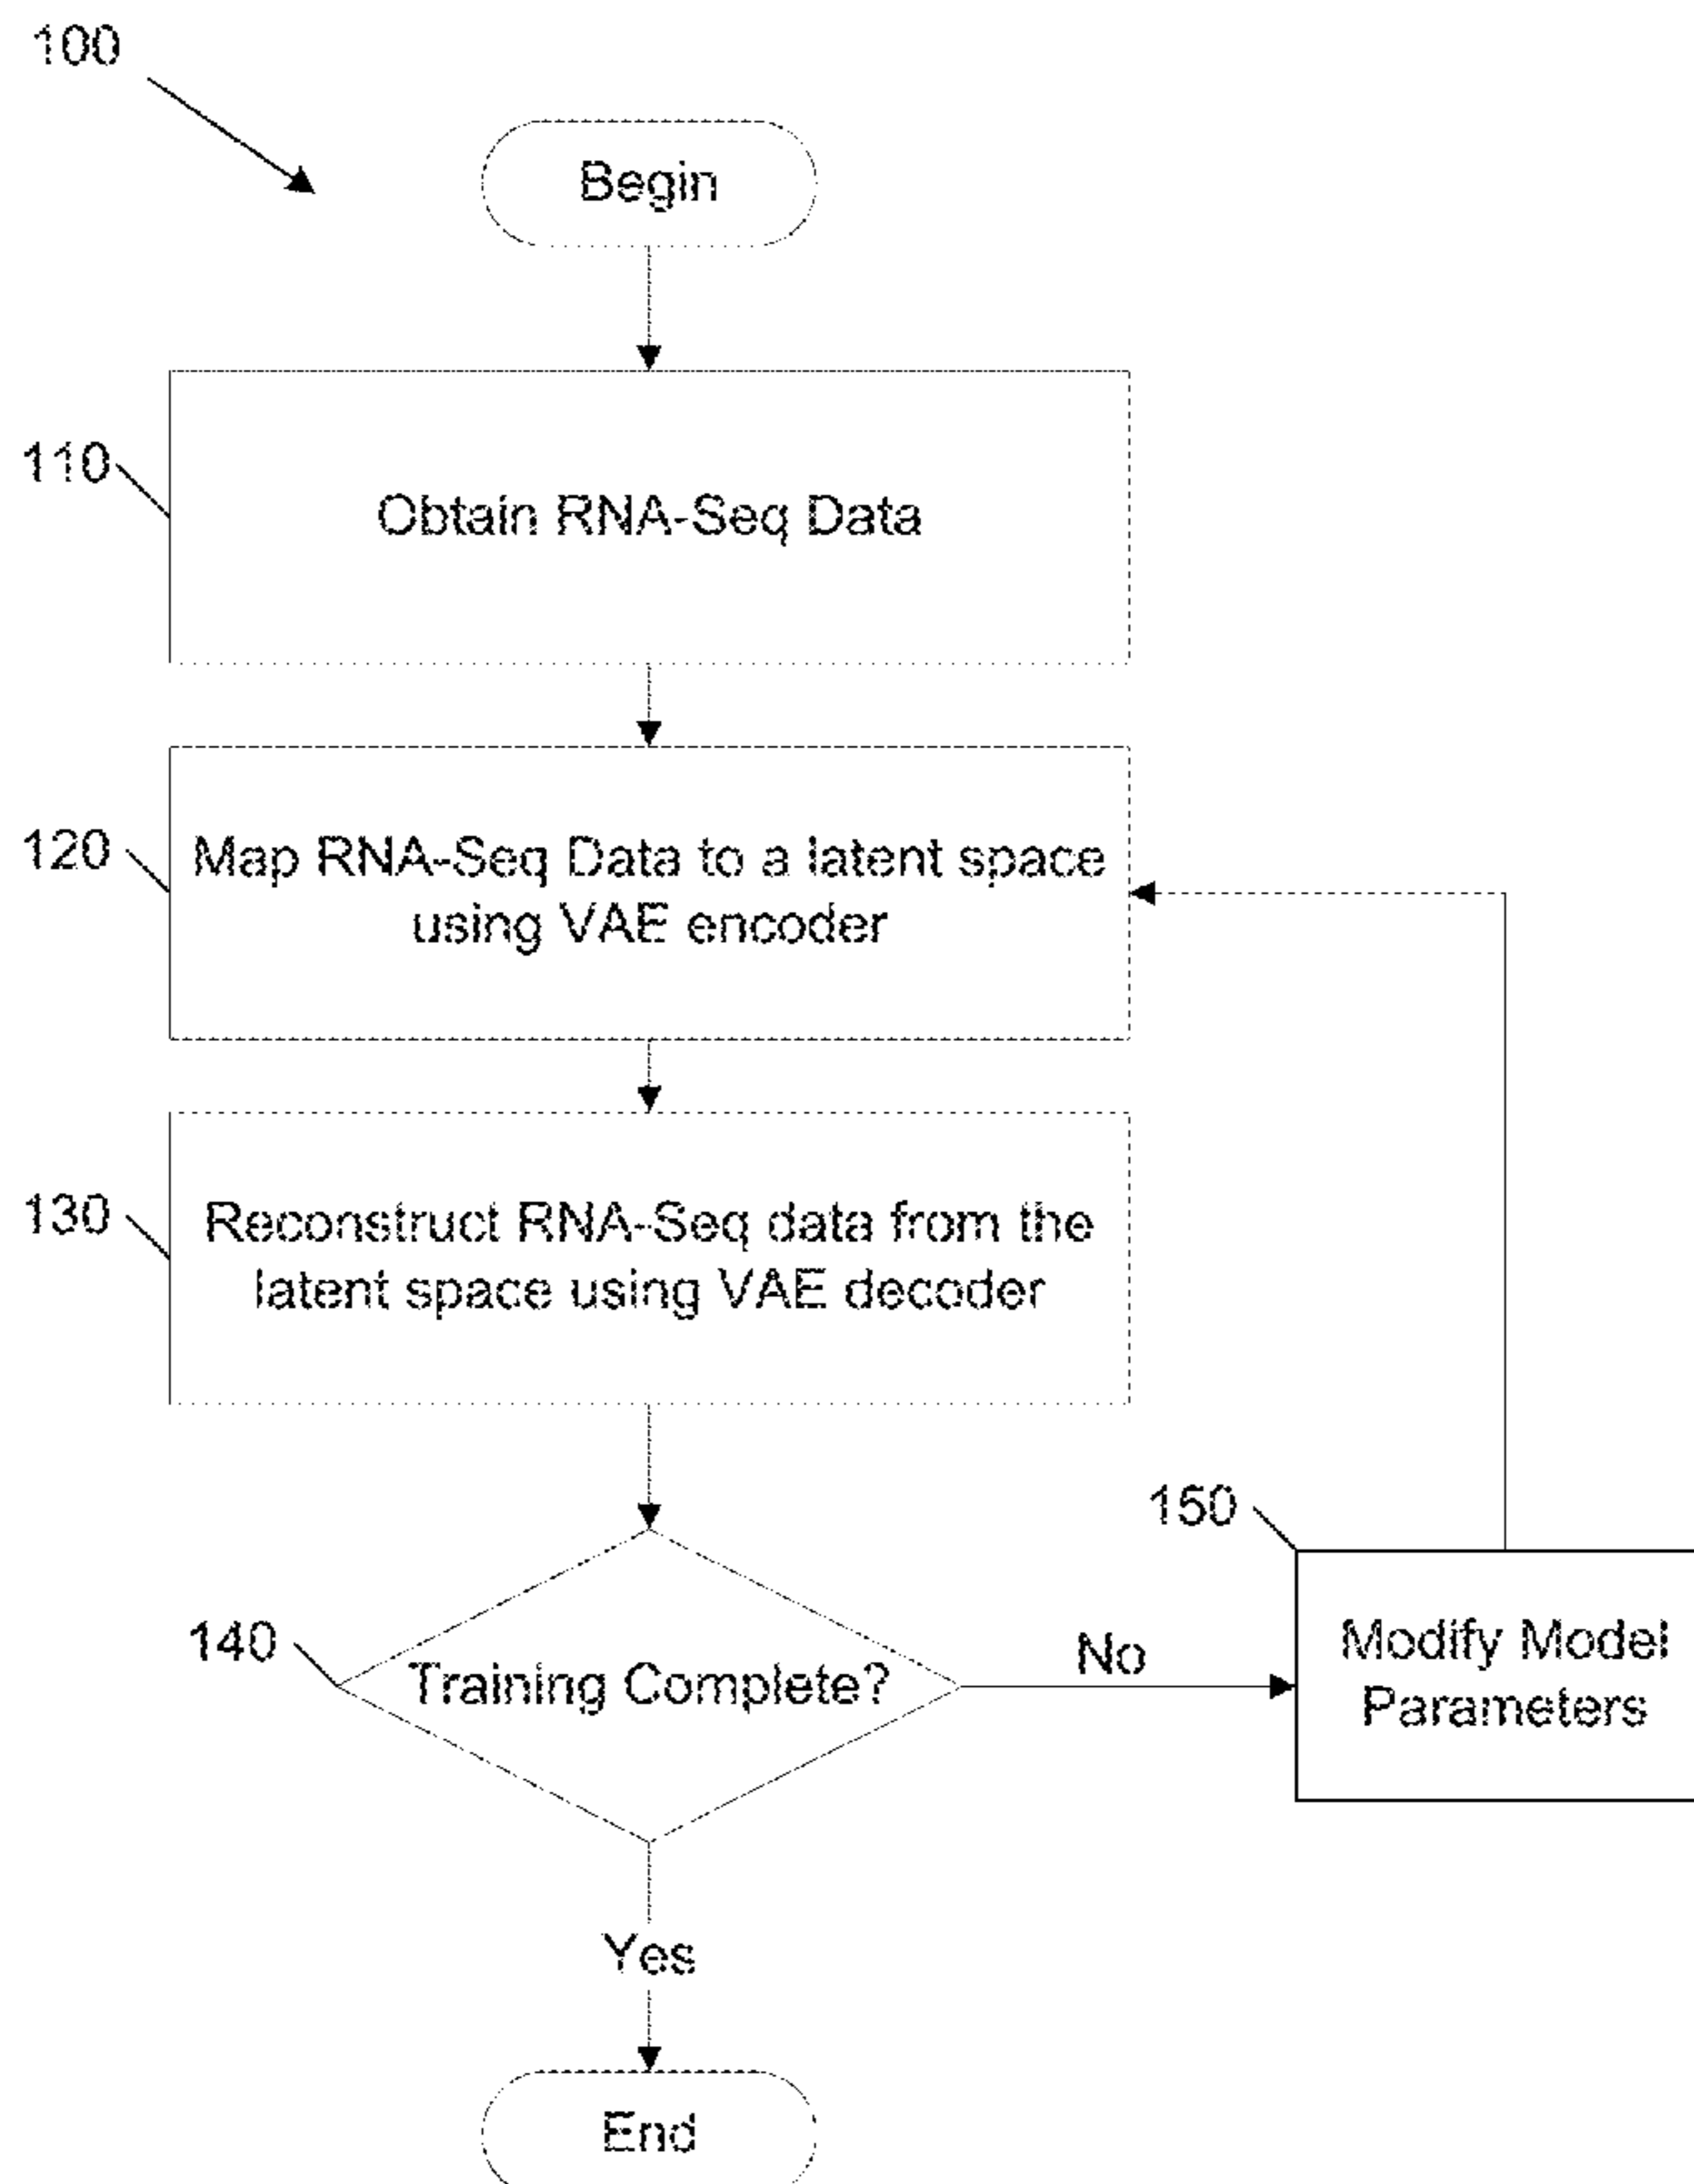 100
Begin
110
Obtain RNA-Seq Data
120
Map RNA-Seq Data to a latent space
using VAE encoder
130
Reconstruct RNA-Seq data from the
latent space using VAE decoder
150
140
Training Complete?
No
Modify Model
Parameters
Yes
End